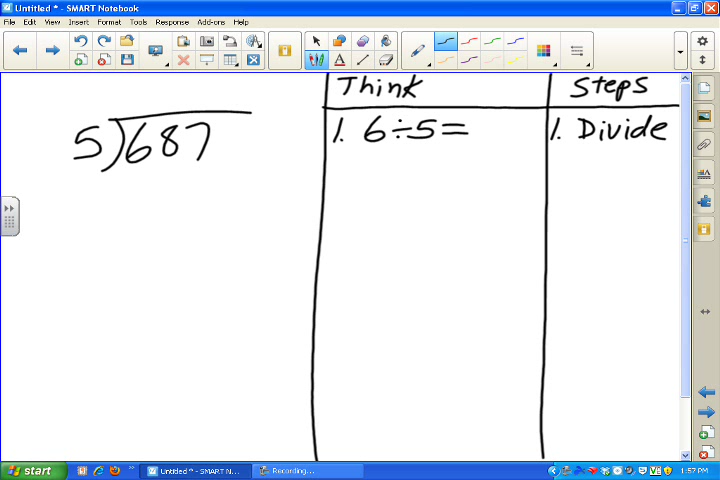 Untitled * - SMART Notebook
File Edit View Insert Format Tools Response Add-ons Help
Think Steps
5)687 1. 6÷5= 1. Divide
start Untitled * - SMART N... Recording... 1:57 PM